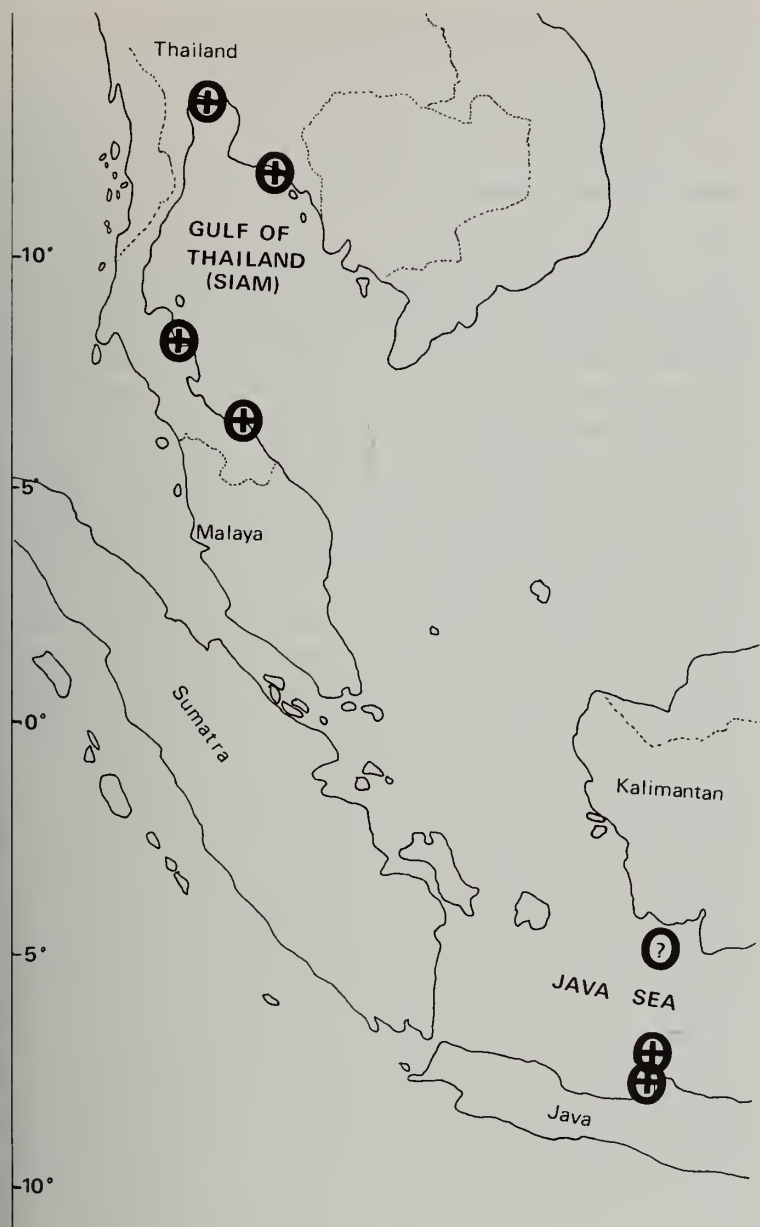 Thailand
-10°
GULF OF
THAILAND
(SIAM)
-5°
Malaya
-0°
Sumatra
Kalimantan
?
-5°
JAVA SEA
Java
-10°